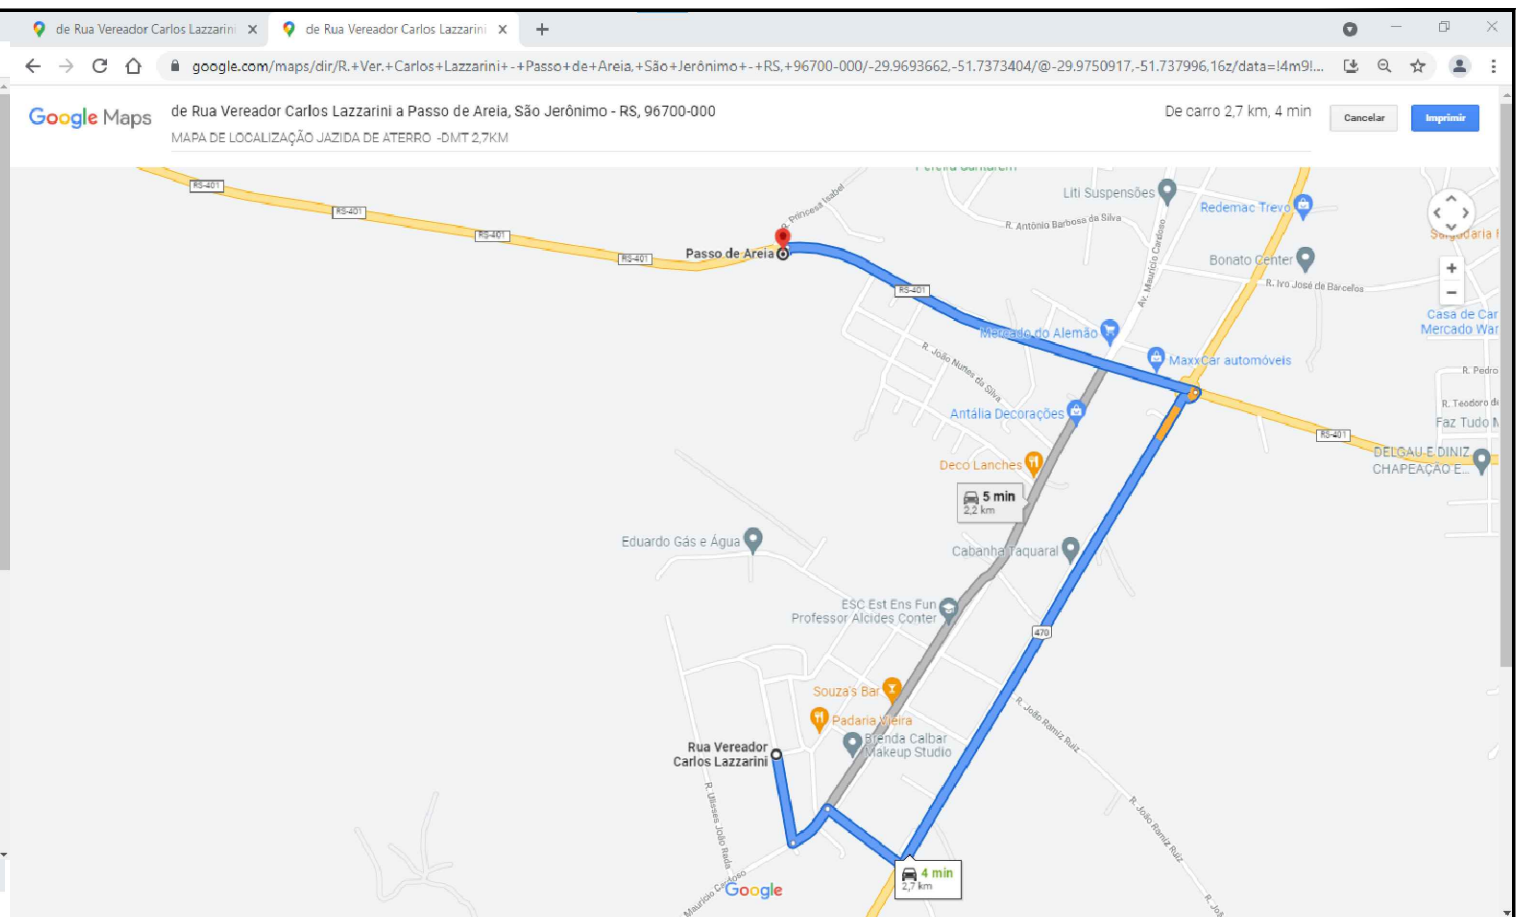 de Rua Vereador Carlos Lazzarini
de Rua Vereador Carlos Lazzarini
google.com/maps/dir/R.+Ver.+Carlos+Lazzarini+-+Passo+de+Areia,+São+Jerônimo+-+RS,+96700-000/-29.9693662,-51.7373404/@-29.9750917,-51.737996,16z/data=!4m9!...
Google Maps
de Rua Vereador Carlos Lazzarini a Passo de Areia, São Jerônimo - RS, 96700-000
De carro 2,7 km, 4 min
Cancelar
Imprimir
MAPA DE LOCALIZAÇÃO JAZIDA DE ATERRO -DMT 2,7KM
RS-401
RS-401
RS-401
RS-401
Passo de Areia
R. Princesa Isabel
Liti Suspensões
R. Antônio Barbosa da Silva
Redemac Trevo
Av. Maurício Cardoso
Bonato Center
R. Ivo José de Barcelos
RS-401
Casa de Car
Mercado War
Mercado do Alemão
MaxxCar automóveis
R. João Nunes da Silva
R. Pedro
R. Teodoro de
Faz Tudo M
Antália Decorações
RS-401
DELGAU E DINIZ
CHAPEAÇÃO E...
Deco Lanches
5 min
2,2 km
Eduardo Gás e Água
Cabanha Taquaral
ESC Est Ens Fun
Professor Alcides Conter
470
Souza's Bar
Padaria Vieira
R. João Ramiz Ruiz
Brenda Calbar
Makeup Studio
Rua Vereador
Carlos Lazzarini
R. Ulisses João Rada
R. João Ramiz Ruiz
Maurício Cardoso
4 min
2,7 km
R. João
Google